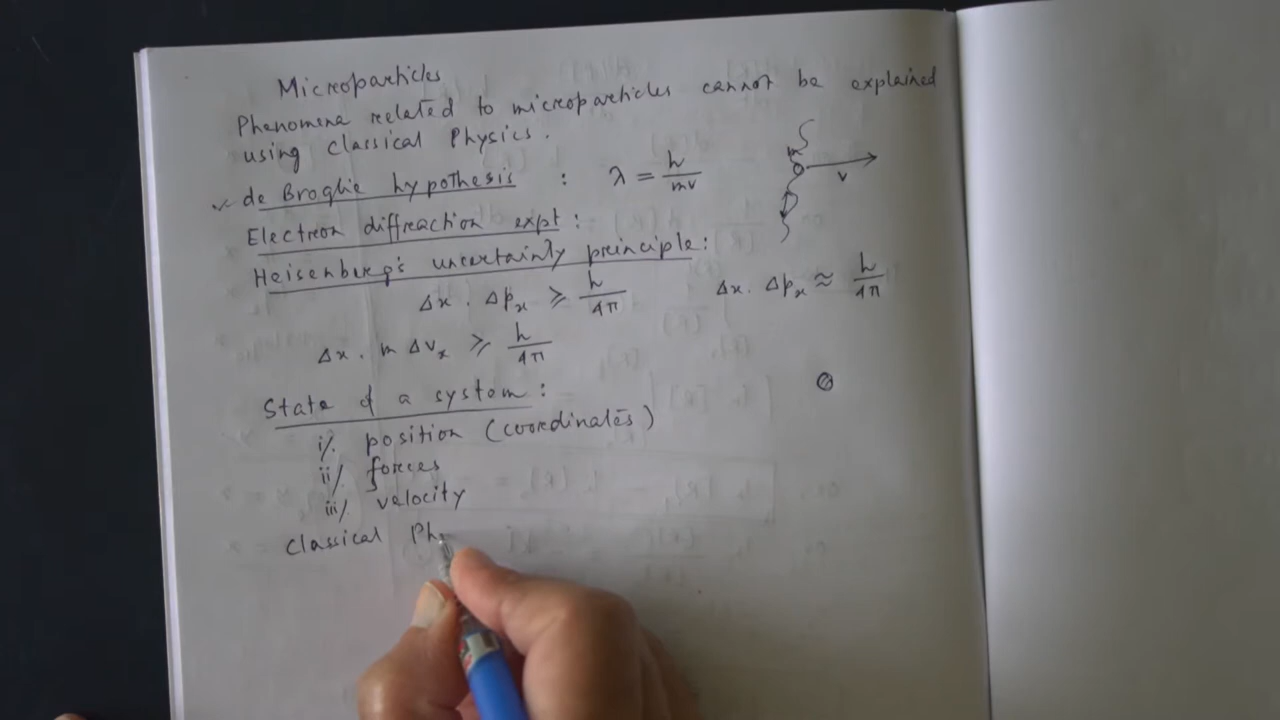 Microparticles
Phenomena related to microparticles cannot be explained
using classical Physics.
de Broglie hypothesis : λ = h/mv
v
Electron diffraction expt :
Heisenberg's uncertainty principle :
Δx . Δpx ≥ h/4π Δx. Δpx ≈ h/4π
Δx . m Δvx ≥ h/4π
State of a system :
i/. position (coordinates)
ii/. forces
iii/. velocity
Classical Ph